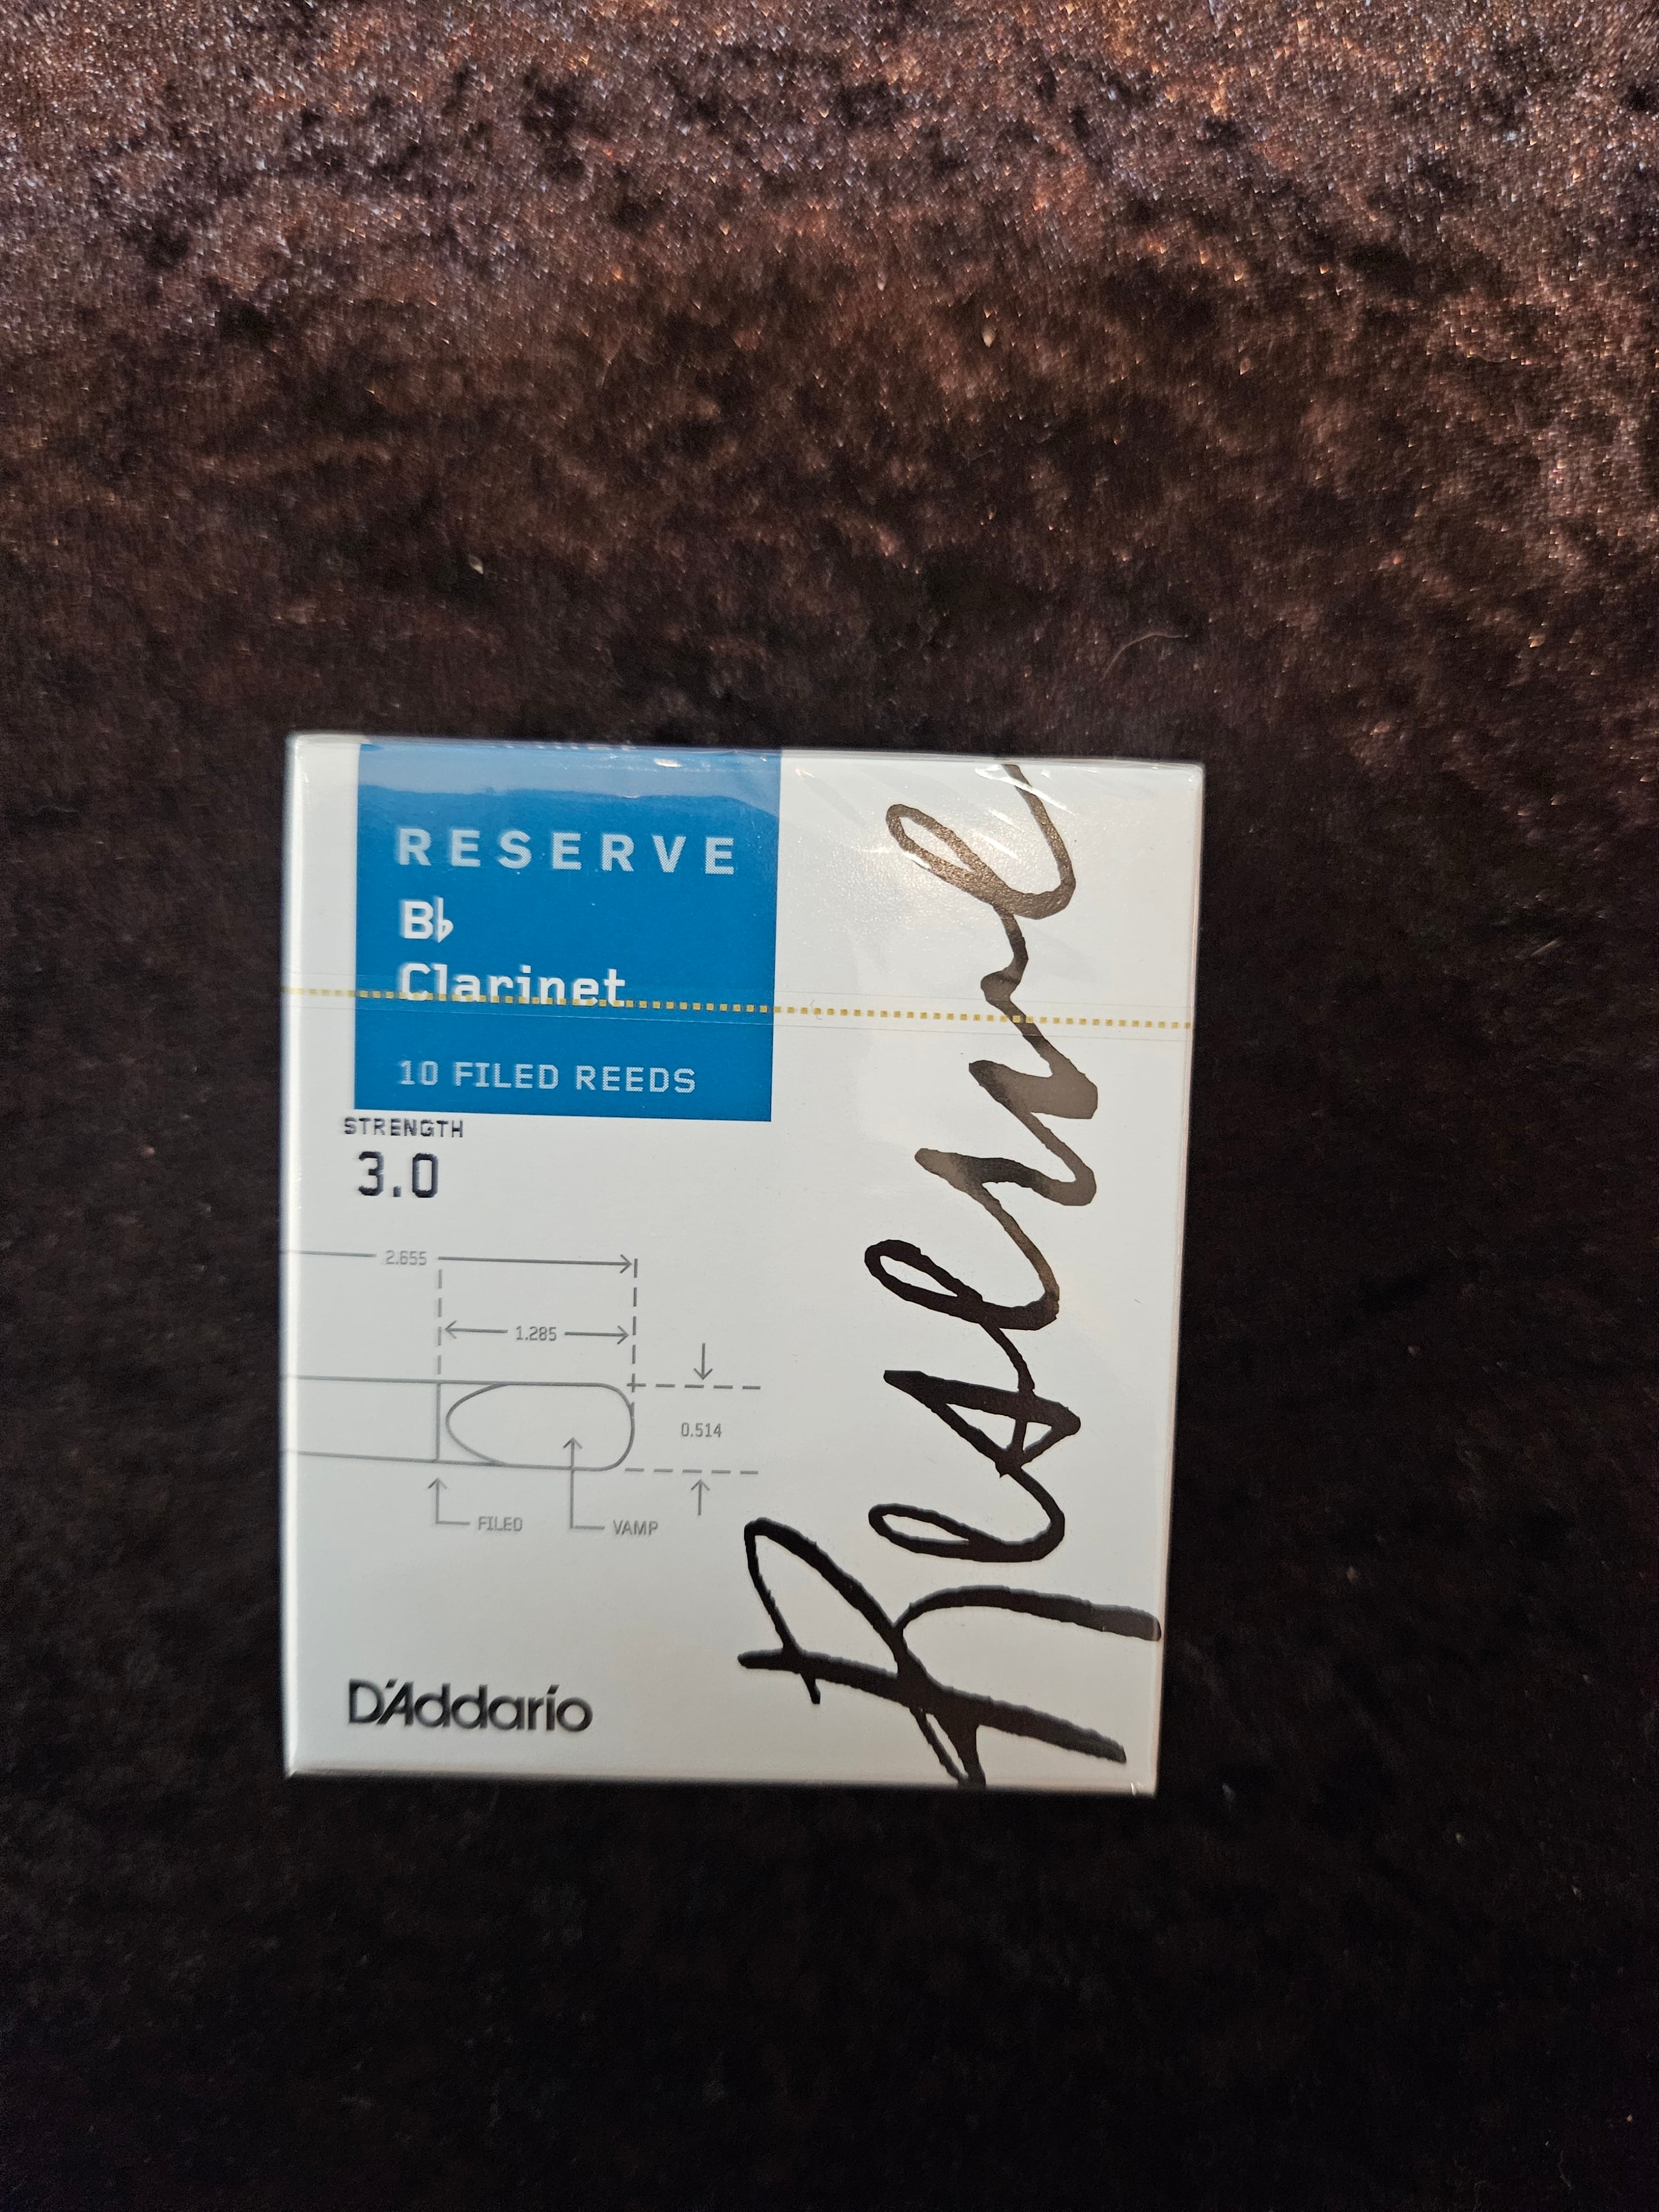 RESERVE
B♭
Clarinet
10 FILED REEDS
STRENGTH
3.0
2.655
1.285
0.514
FILED
VAMP
D'Addario
Reserve